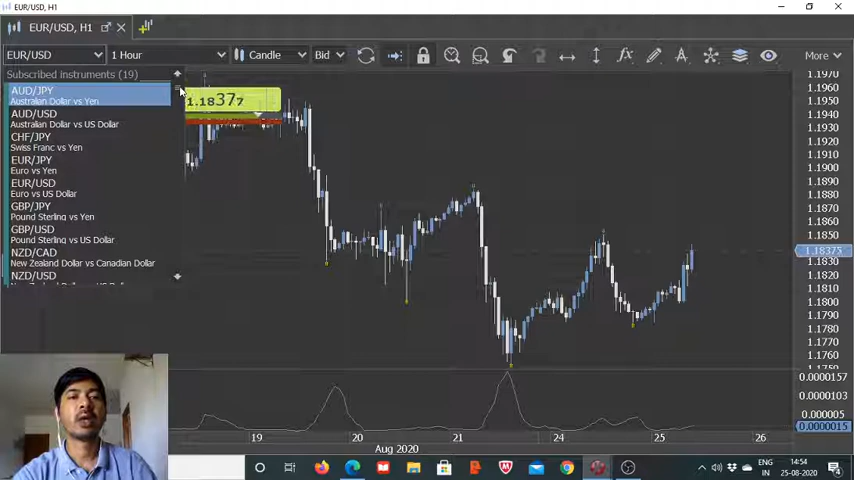 EUR/USD, H1
EUR/USD, H1
EUR/USD
1 Hour
Candle
Bid
More
Subscribed Instruments (19)
AUD/JPY
Australian Dollar vs Yen
AUD/USD
Australian Dollar vs US Dollar
CHF/JPY
Swiss Franc vs Yen
EUR/JPY
Euro vs Yen
EUR/USD
Euro vs US Dollar
GBP/JPY
Pound Sterling vs Yen
GBP/USD
Pound Sterling vs US Dollar
NZD/CAD
New Zealand Dollar vs Canadian Dollar
NZD/USD
1.18377
1.1970
1.1960
1.1950
1.1940
1.1930
1.1920
1.1910
1.1900
1.1890
1.1880
1.1870
1.1860
1.1850
1.18375
1.1830
1.1820
1.1810
1.1800
1.1790
1.1780
1.1770
1.1760
1.1750
0.0000157
0.0000103
0.000005
0.0000015
19
20
21
24
25
26
Aug 2020
ENG
IN
14:54
25-08-2020
4